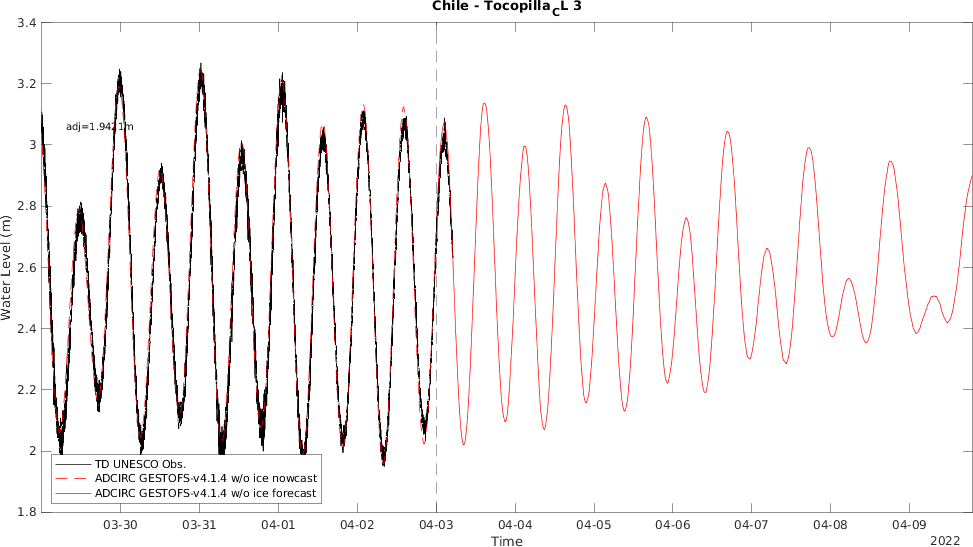 Chile - Tocopilla_CL 3
3.4
3.2
3
2.8
2.6
2.4
2.2
2
1.8
Water Level (m)
adj=1.9421m
TD UNESCO Obs.
ADCIRC GESTOFS-v4.1.4 w/o ice nowcast
ADCIRC GESTOFS-v4.1.4 w/o ice forecast
03-30 03-31 04-01 04-02 04-03 04-04 04-05 04-06 04-07 04-08 04-09
Time
2022